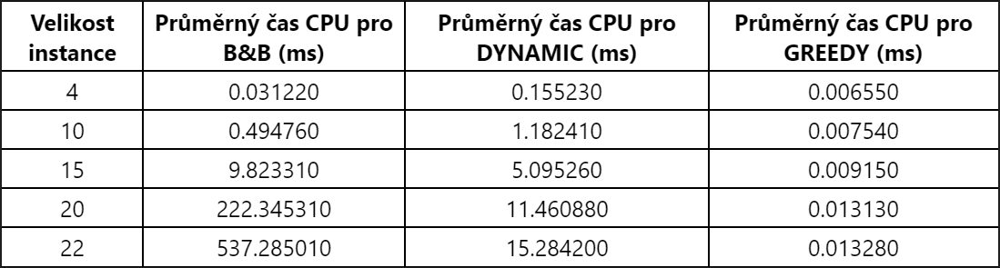 Velikost instance Průměrný čas CPU pro B&B (ms) Průměrný čas CPU pro DYNAMIC (ms) Průměrný čas CPU pro GREEDY (ms)
4 0.031220 0.155230 0.006550
10 0.494760 1.182410 0.007540
15 9.823310 5.095260 0.009150
20 222.345310 11.460880 0.013130
22 537.285010 15.284200 0.013280